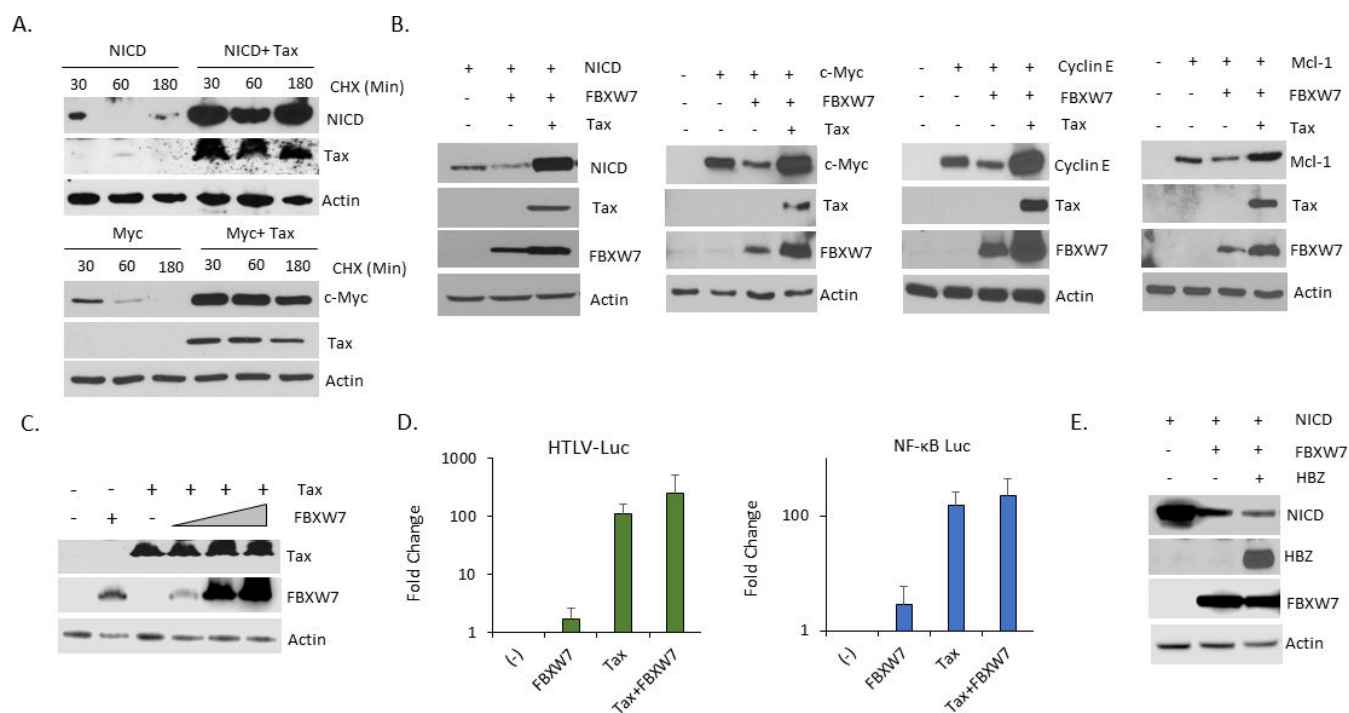 A.
NICD NICD+ Tax
30 60 180 30 60 180 CHX (Min)
NICD
Tax
Actin
Myc Myc+ Tax
30 60 180 30 60 180 CHX (Min)
c-Myc
Tax
Actin
B.
+ + + NICD
- + + FBXW7
- - + Tax
NICD
Tax
FBXW7
Actin
- + + + c-Myc
- - + + FBXW7
- - - + Tax
c-Myc
Tax
FBXW7
Actin
- + + + Cyclin E
- - + + FBXW7
- - - + Tax
Cyclin E
Tax
FBXW7
Actin
- + + + Mcl-1
- - + + FBXW7
- - - + Tax
Mcl-1
Tax
FBXW7
Actin
C.
- - + + + + Tax
- + - FBXW7
Tax
FBXW7
Actin
D.
HTLV-Luc
Fold Change
1000
100
10
1
(-) FBXW7 Tax Tax+FBXW7
NF-κB Luc
Fold Change
100
1
(-) FBXW7 Tax Tax+FBXW7
E.
+ + + NICD
- + + FBXW7
- - + HBZ
NICD
HBZ
FBXW7
Actin